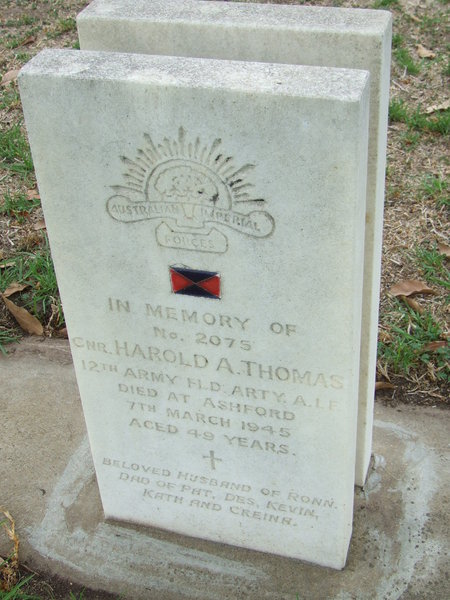 AUSTRALIAN IMPERIAL
FORCES
IN MEMORY OF
No. 2075
GNR. HAROLD A. THOMAS
12TH ARMY FLD. ARTY. A.I.F.
DIED AT ASHFORD
7TH MARCH 1945
AGED 49 YEARS.
BELOVED HUSBAND OF RONN.
DAD OF PAT, DES, KEVIN,
KATH AND CREINA.